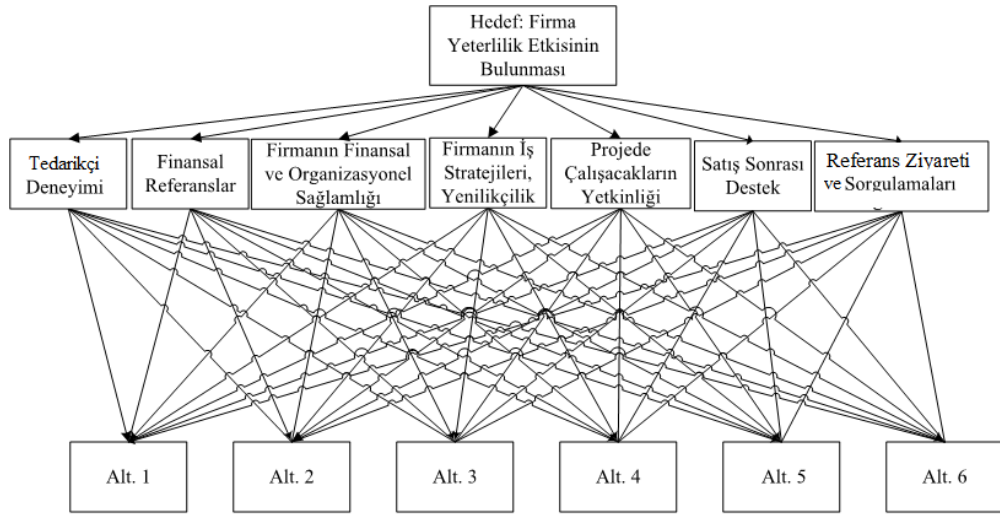 Hedef: Firma
Yeterlilik Etkisinin
Bulunması
Tedarikçi
Deneyimi
Finansal
Referanslar
Firmanın Finansal
ve Organizasyonel
Sağlamlığı
Firmanın İş
Stratejileri,
Yenilikçilik
Projede
Çalışacakların
Yetkinliği
Satış Sonrası
Destek
Referans Ziyareti
ve Sorgulamaları
Alt. 1
Alt. 2
Alt. 3
Alt. 4
Alt. 5
Alt. 6